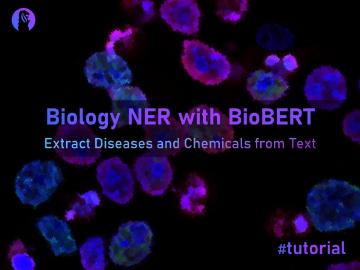 Biology NER with BioBERT
Extract Diseases and Chemicals from Text
#tutorial